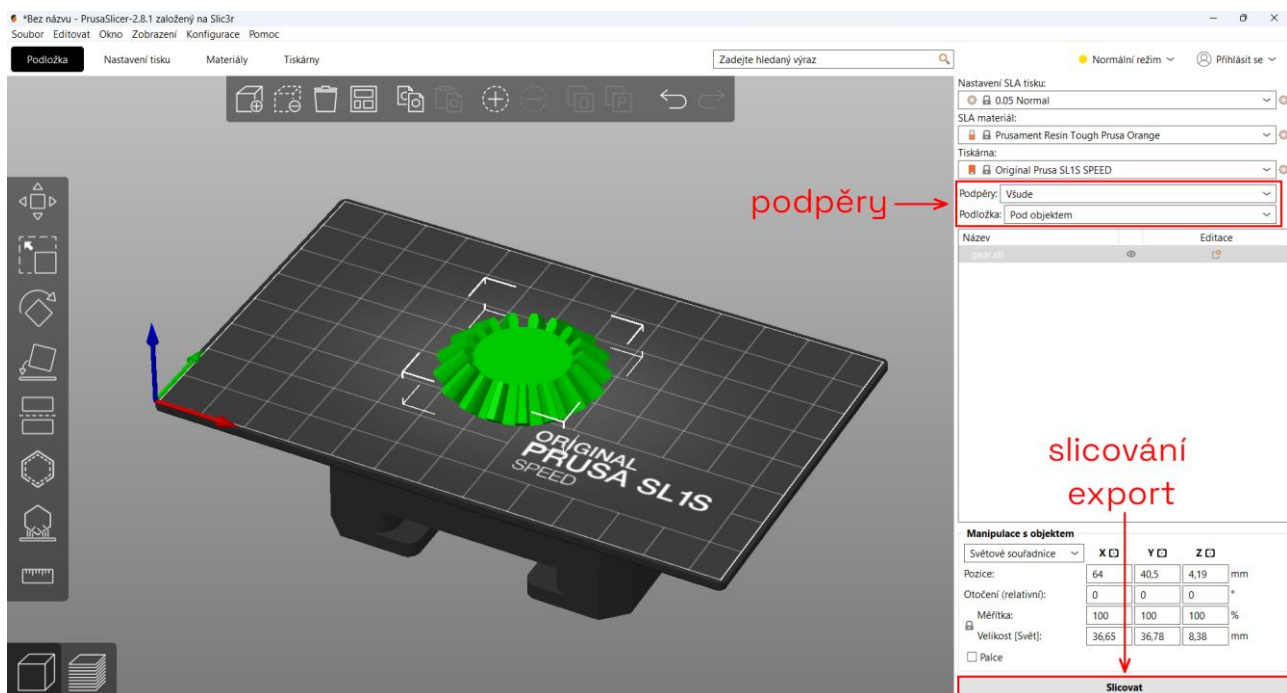 *Bez názvu - PrusaSlicer-2.8.1 založený na Slic3r
Soubor Editovat Okno Zobrazení Konfigurace Pomoc
Podložka Nastavení tisku Materiály Tiskárny Zadejte hledaný výraz Normální režim Přihlásit se
Nastavení SLA tisku:
0.05 Normal
SLA materiál:
Prusament Resin Tough Prusa Orange
Tiskárna:
Original Prusa SL1S SPEED
podpěry
Podpěry: Všude
Podložka: Pod objektem
Název Editace
gear.stl
ORIGINAL
PRUSA SL1S
SPEED
slicování
export
Manipulace s objektem
Světové souřadnice X Y Z
Pozice: 64 40,5 4,19 mm
Otočení (relativní): 0 0 0 °
Měřítka: 100 100 100 %
Velikost [Svět]: 36,65 36,78 8,38 mm
Palce
Slicovat